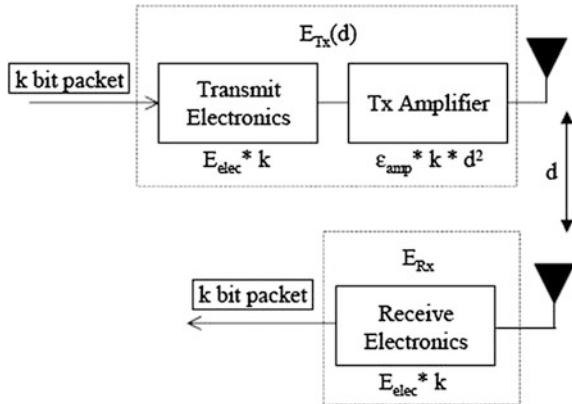 E_Tx(d)
k bit packet
Transmit
Electronics
Tx Amplifier
E_elec* k
ε_amp* k * d²
d
E_Rx
k bit packet
Receive
Electronics
E_elec* k